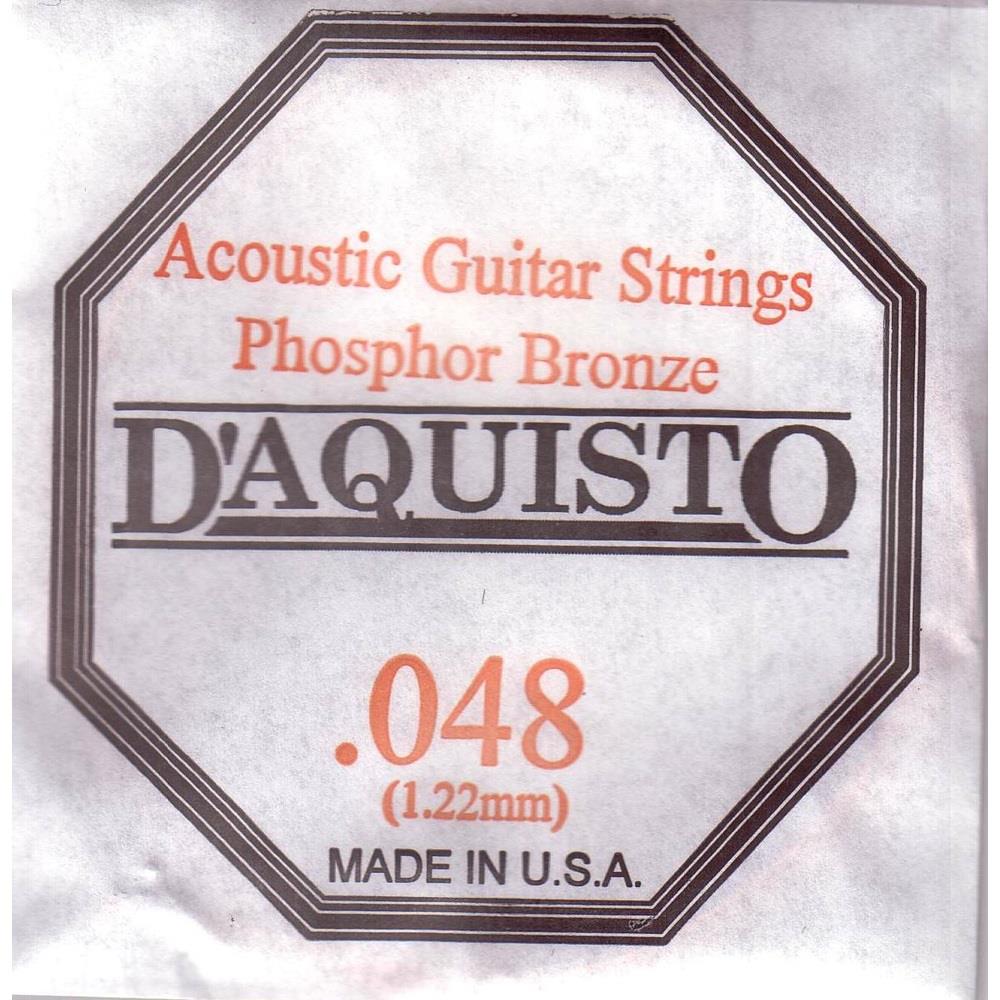 Acoustic Guitar Strings
Phosphor Bronze
D'AQUISTO
.048
(1.22mm)
MADE IN U.S.A.